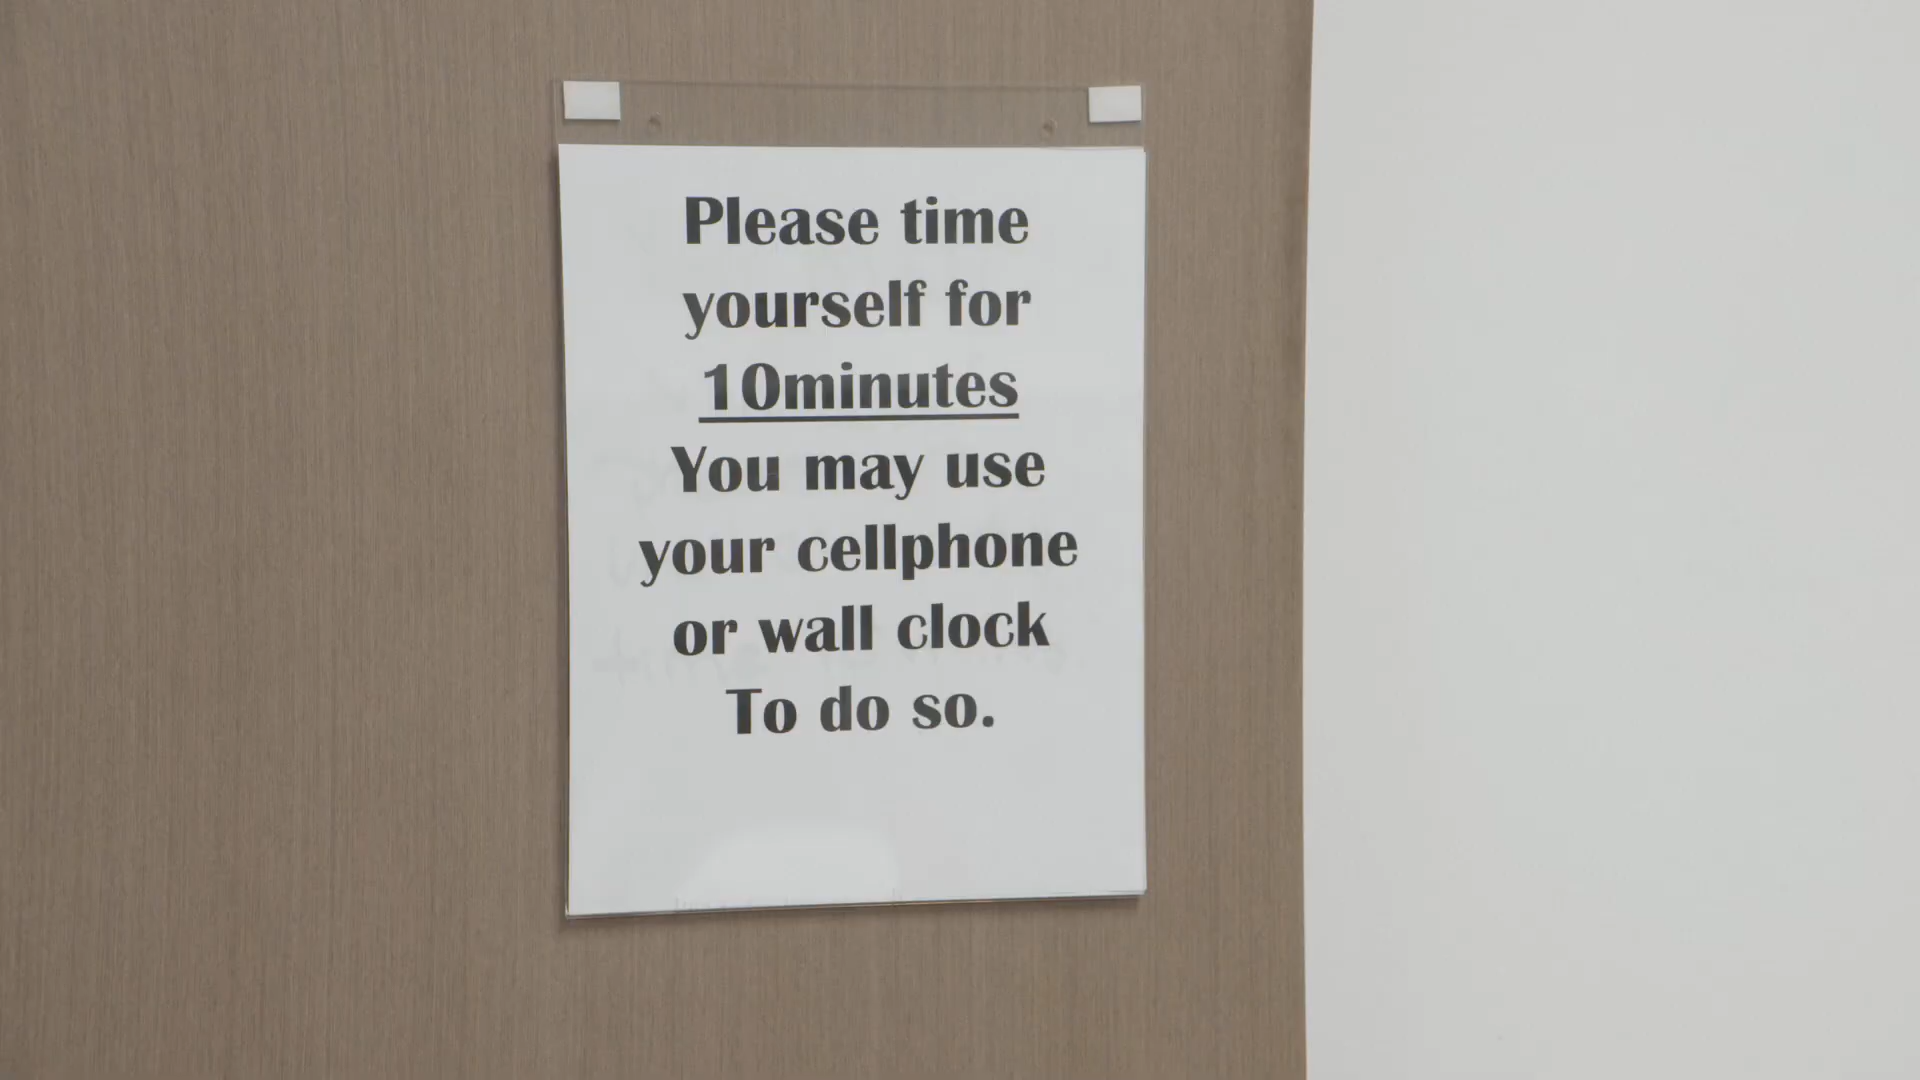 Please time
yourself for
10minutes
You may use
your cellphone
or wall clock
To do so.